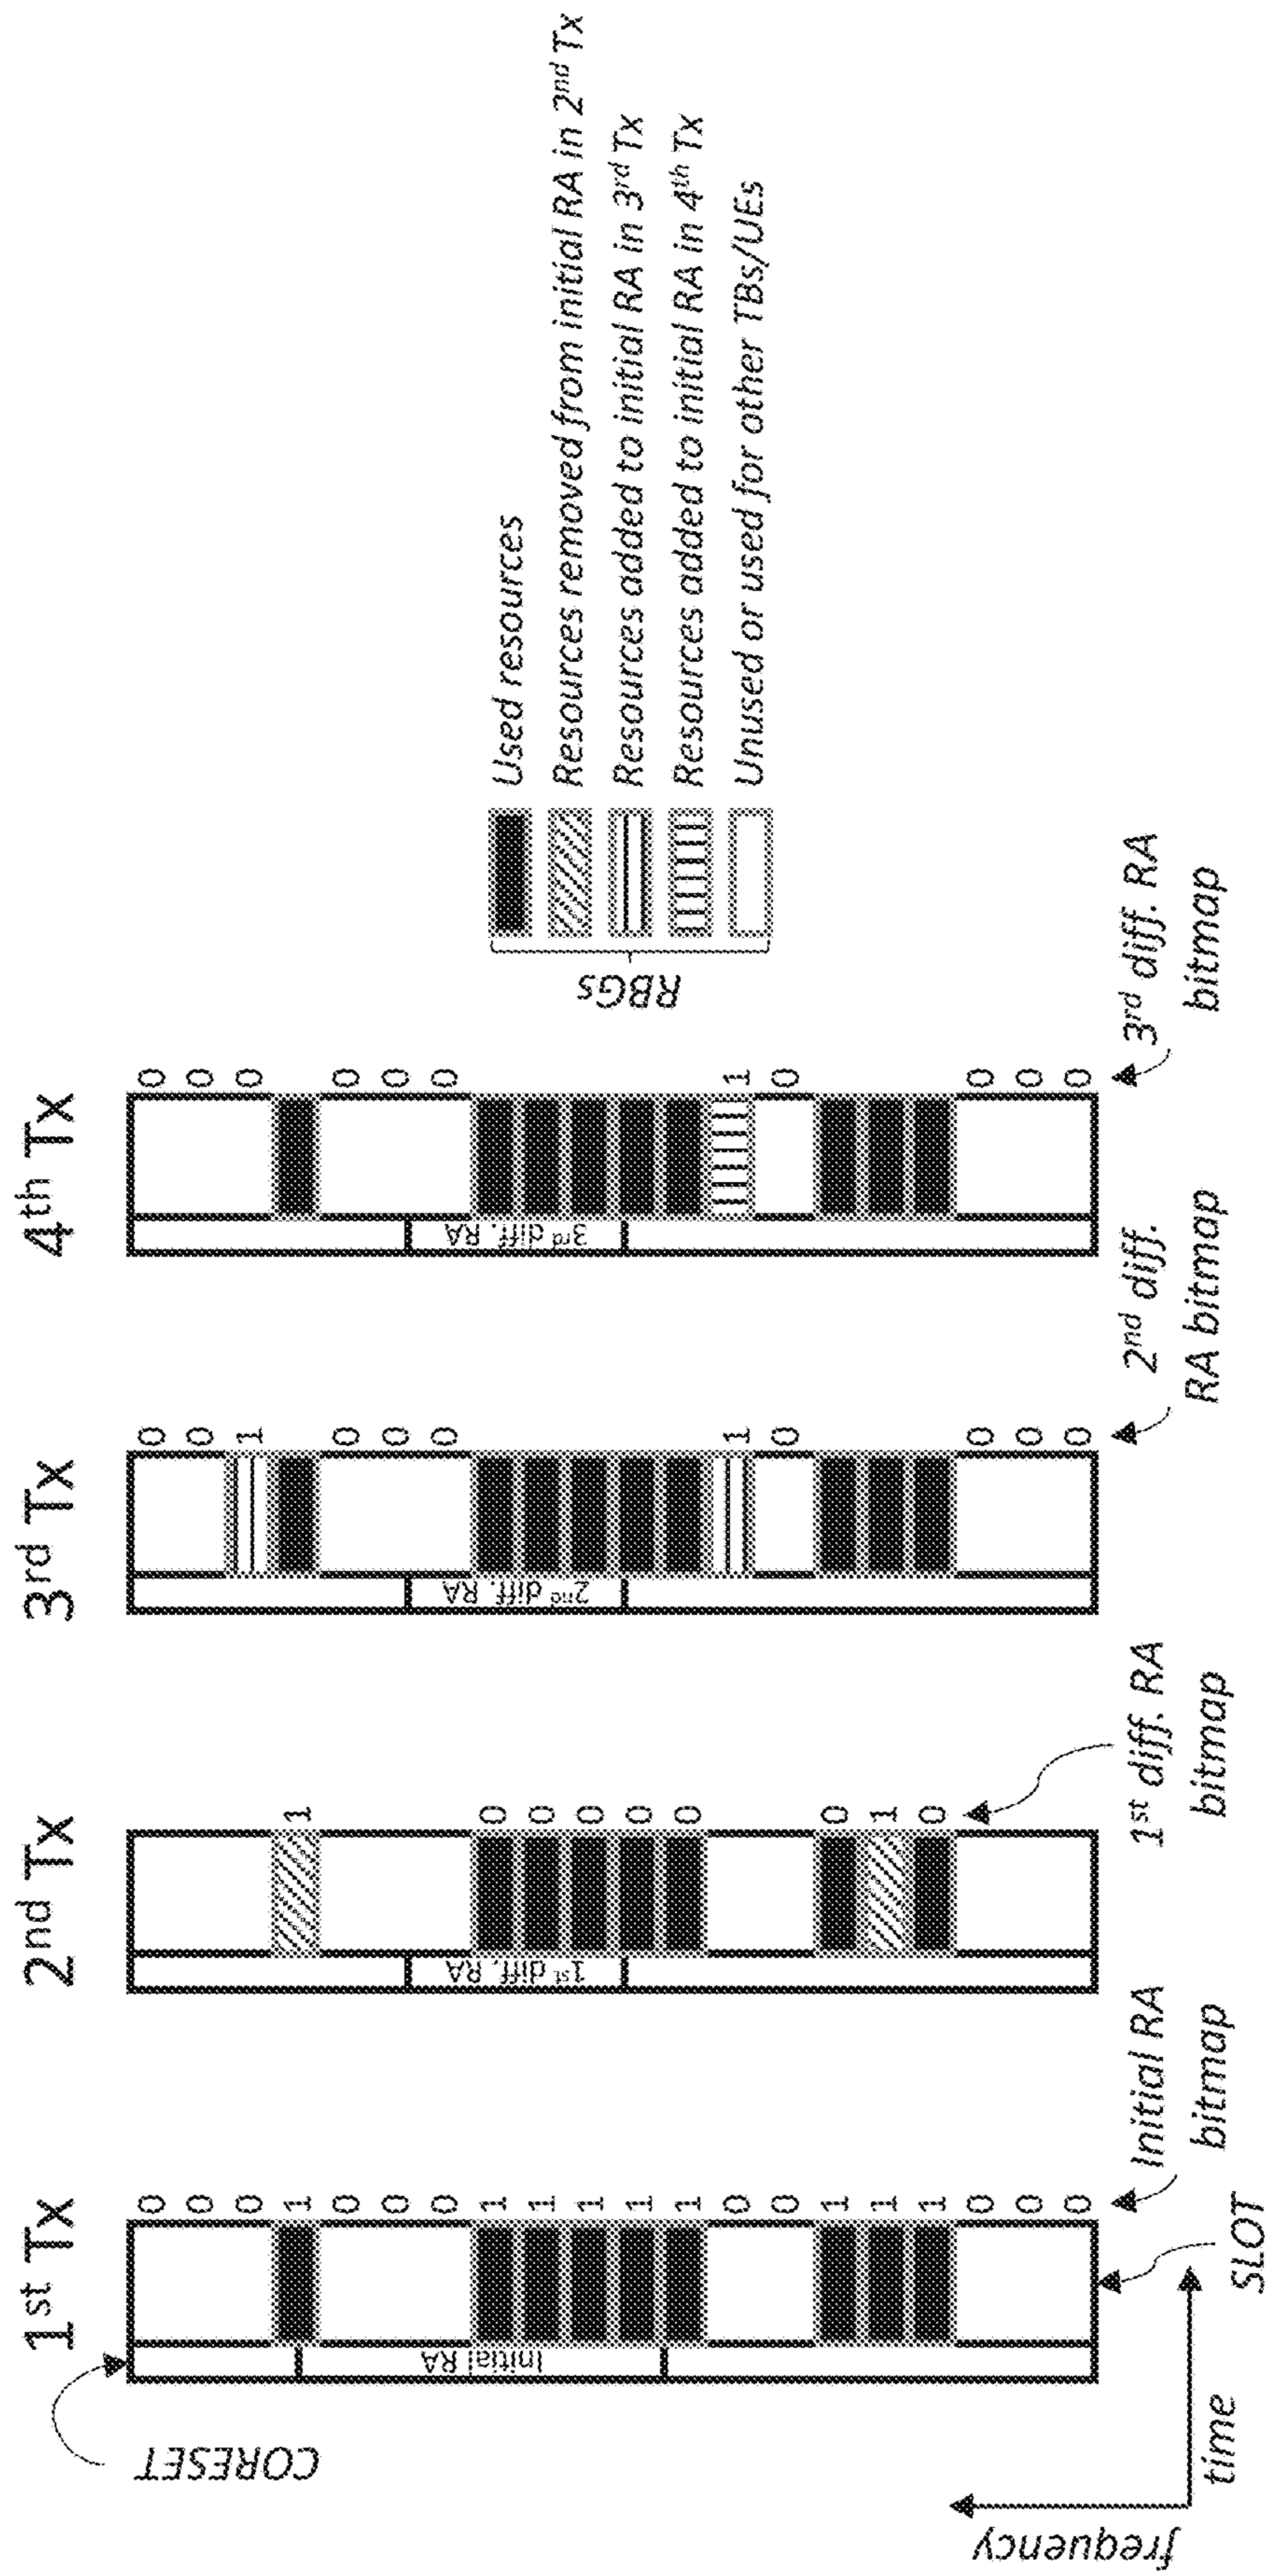 1st Tx
2nd Tx
3rd Tx
4th Tx
CORESET
Initial RA
1st diff. RA
2nd diff. RA
3rd diff. RA
0
0
0
1
0
0
0
1
1
1
1
1
0
0
1
1
1
0
0
0
1
0
0
0
0
0
0
1
0
0
0
1
0
0
0
1
0
0
0
0
0
0
0
0
0
0
1
0
0
0
0
frequency
time
SLOT
Initial RA
bitmap
1st diff. RA
bitmap
2nd diff.
RA bitmap
3rd diff. RA
bitmap
RBGs
Used resources
Resources removed from initial RA in 2nd Tx
Resources added to initial RA in 3rd Tx
Resources added to initial RA in 4th Tx
Unused or used for other TBs/UEs